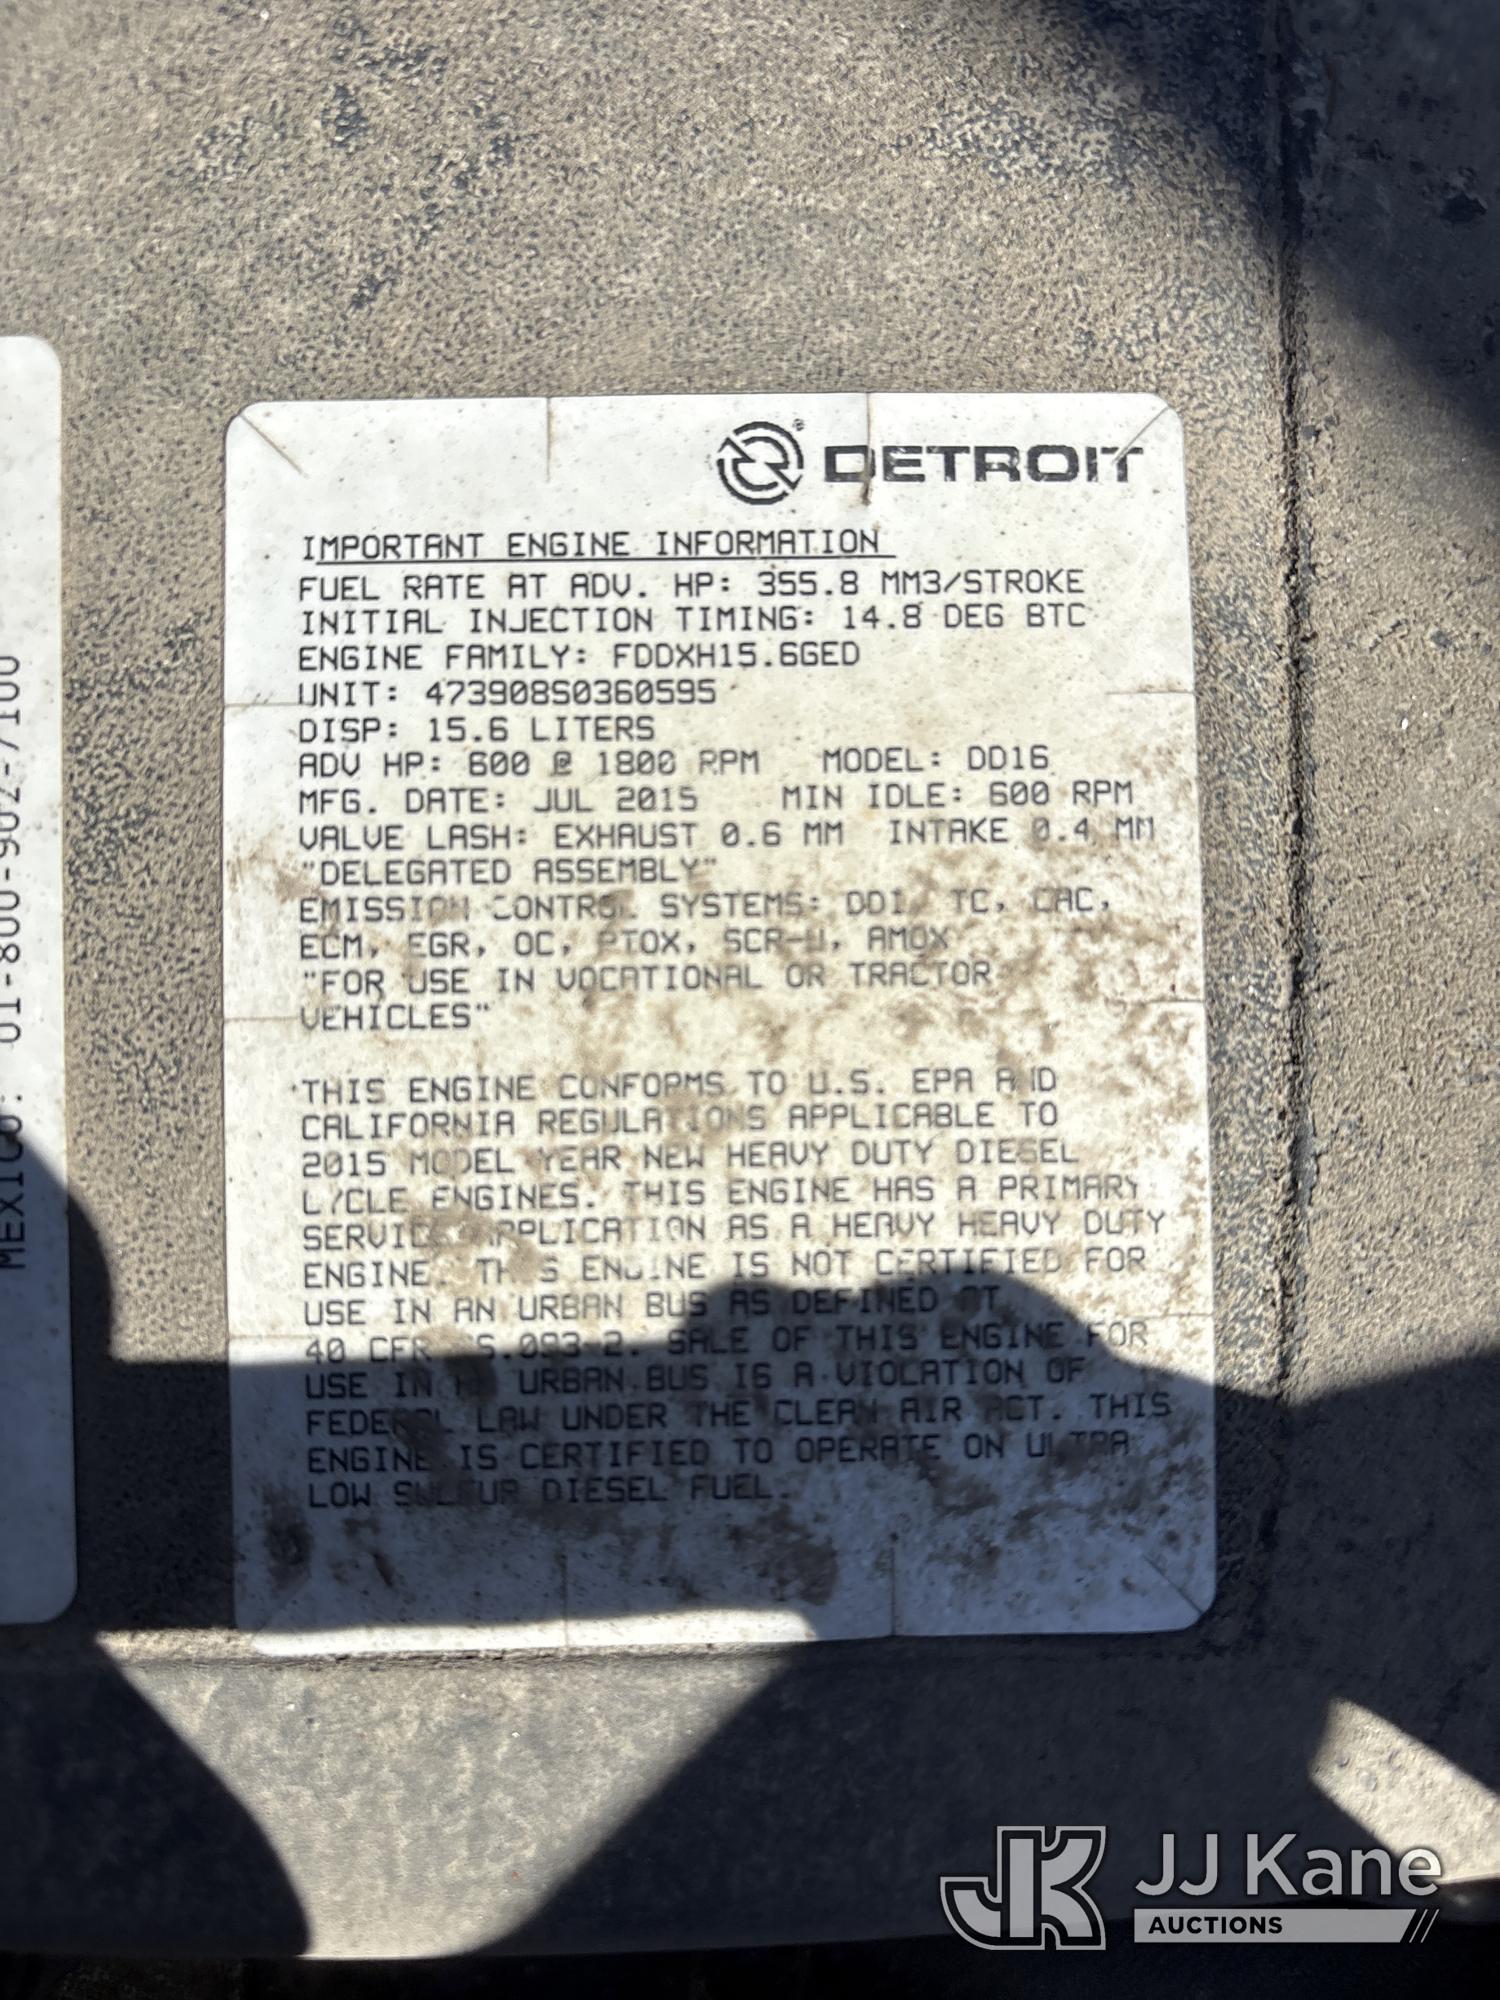 DETROIT
IMPORTANT ENGINE INFORMATION
FUEL RATE AT ADV. HP: 355.8 MM3/STROKE
INITIAL INJECTION TIMING: 14.8 DEG BTC
ENGINE FAMILY: FDDXH15.6GED
UNIT: 473908S0360595
DISP: 15.6 LITERS
ADV HP: 600 @ 1800 RPM MODEL: DD16
MFG. DATE: JUL 2015 MIN IDLE: 600 RPM
VALVE LASH: EXHAUST 0.6 MM INTAKE 0.4 MM
"DELEGATED ASSEMBLY"
EMISSION CONTROL SYSTEMS: DDI, TC, CAC,
ECM, EGR, OC, PTOX, SCR-U, AMOX
"FOR USE IN VOCATIONAL OR TRACTOR
VEHICLES"
THIS ENGINE CONFORMS TO U.S. EPA AND
CALIFORNIA REGULATIONS APPLICABLE TO
2015 MODEL YEAR NEW HEAVY DUTY DIESEL
CYCLE ENGINES. THIS ENGINE HAS A PRIMARY
SERVICE APPLICATION AS A HEAVY HEAVY DUTY
ENGINE. THIS ENGINE IS NOT CERTIFIED FOR
USE IN AN URBAN BUS AS DEFINED AT
40 CFR SALE OF THIS ENGINE FOR
USE IN AN URBAN BUS IS A VIOLATION OF
FEDERAL LAW UNDER THE CLEAN AIR ACT. THIS
ENGINE IS CERTIFIED TO OPERATE ON ULTRA
LOW SULFUR DIESEL FUEL.
MEXICO: 01-800-902-7100
JK JJ Kane
AUCTIONS